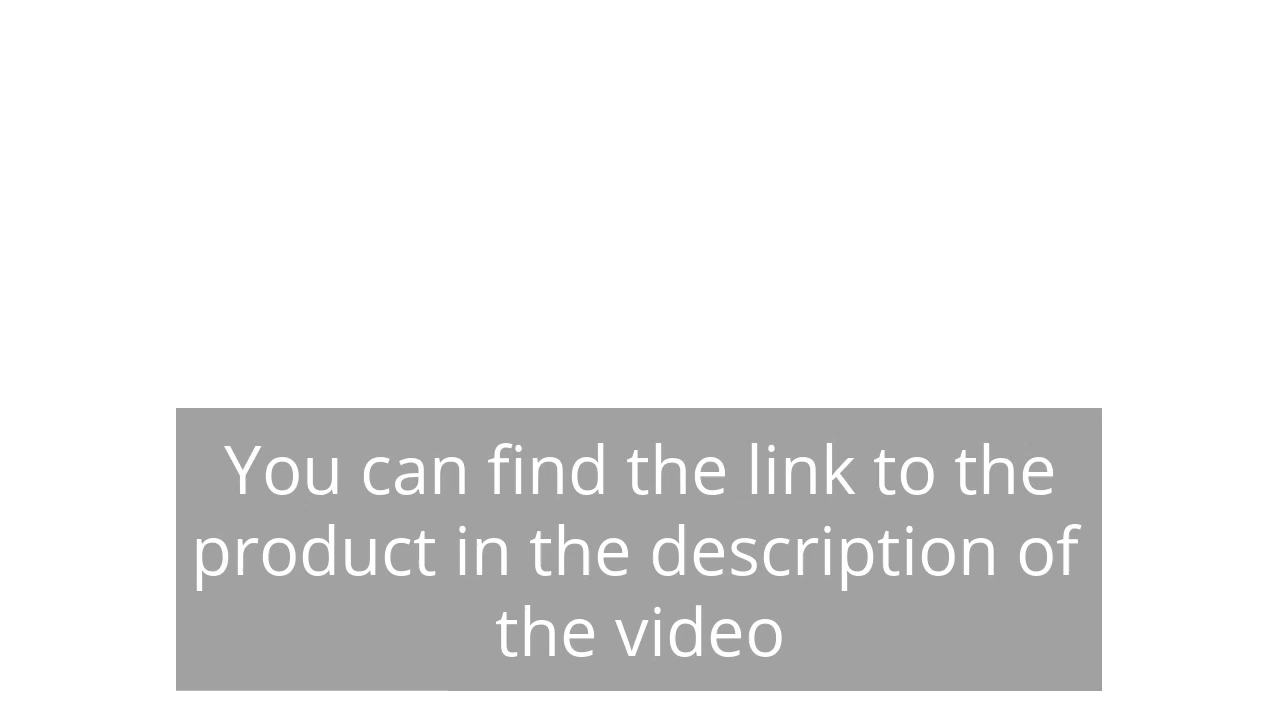 You can find the link to the
product in the description of
the video